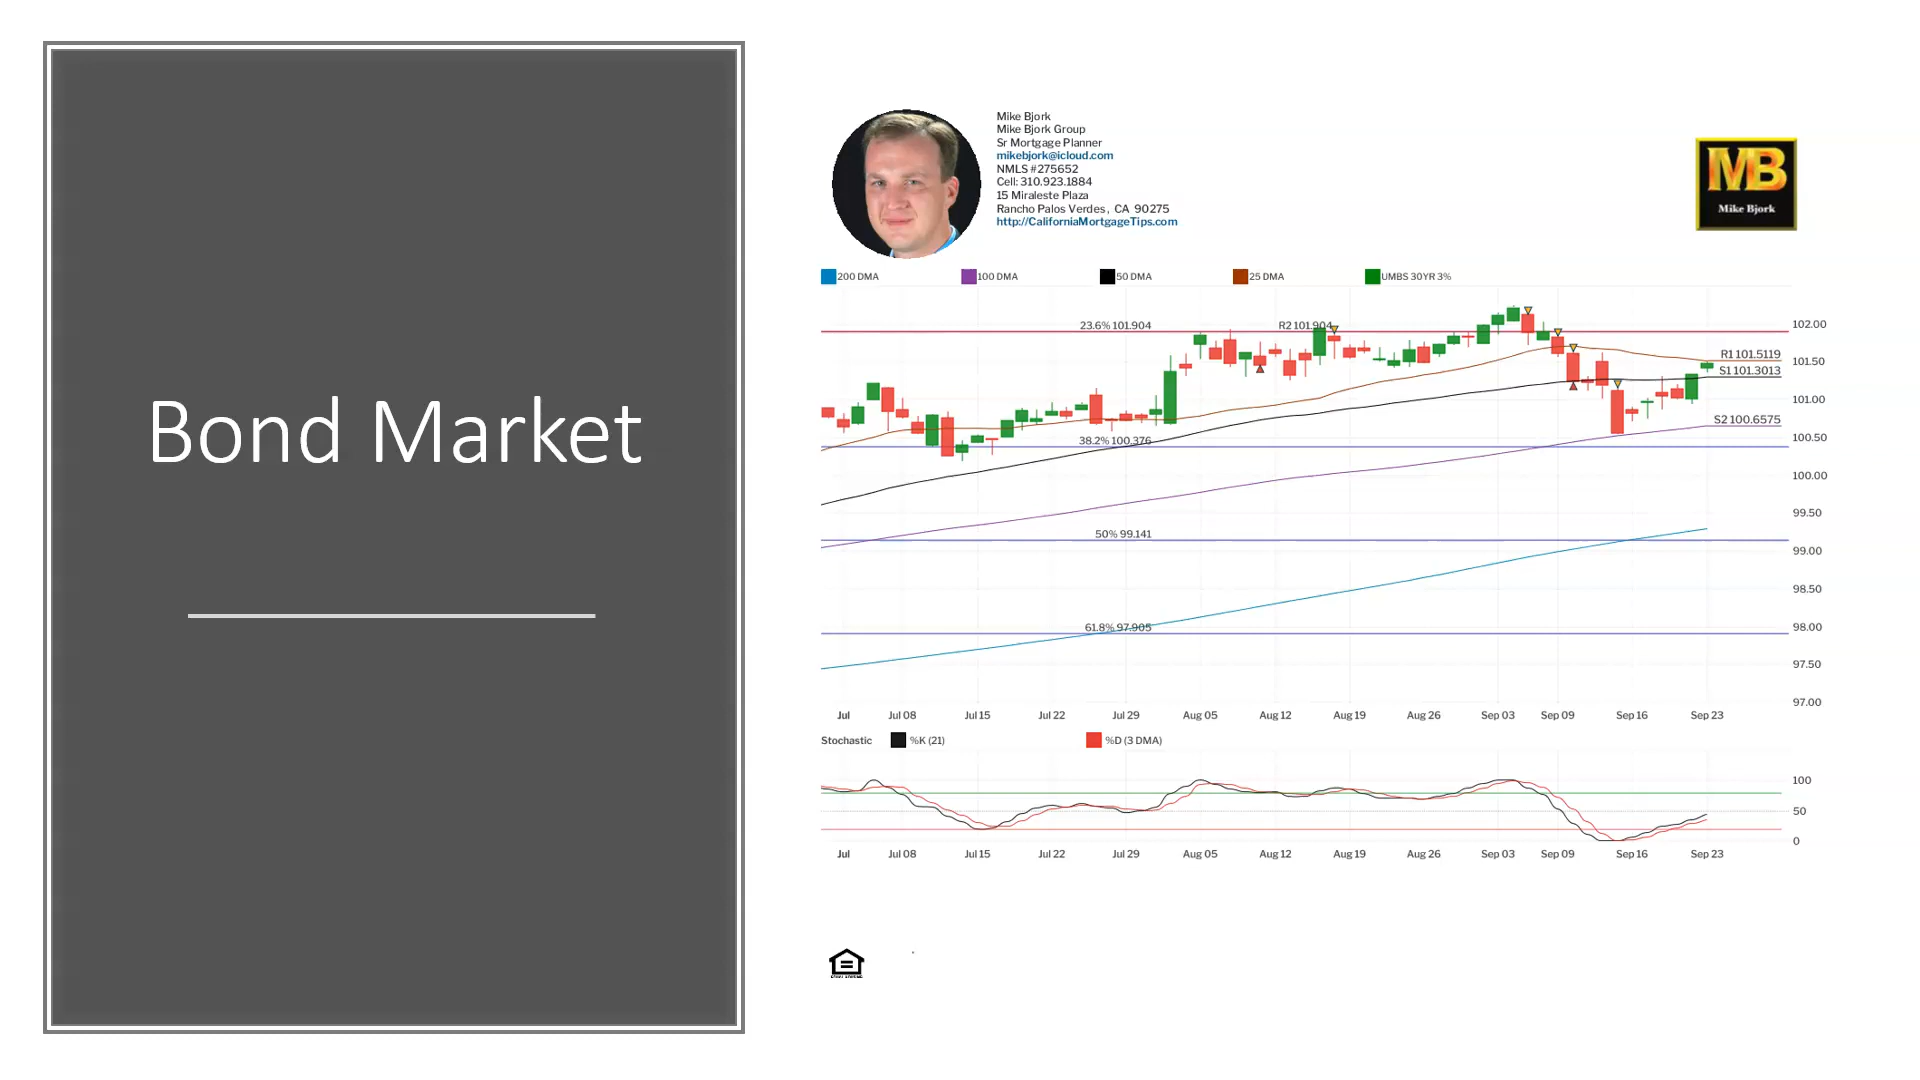 Bond Market
Mike Bjork
Mike Bjork Group
Sr Mortgage Planner
mikebjork@icloud.com
NMLS #275652
Cell: 310.923.1884
15 Miraleste Plaza
Rancho Palos Verdes, CA 90275
http://CaliforniaMortgageTips.com
MB
Mike Bjork
200 DMA 100 DMA 50 DMA 25 DMA UMBS 30YR 3%
23.6% 101.904 R2 101.904 102.00
R1 101.5119
101.50
S1 101.3013
101.00
S2 100.6575
38.2% 100.376 100.50
100.00
99.50
50% 99.141
99.00
98.50
61.8% 97.905 98.00
97.50
97.00
Jul Jul 08 Jul 15 Jul 22 Jul 29 Aug 05 Aug 12 Aug 19 Aug 26 Sep 03 Sep 09 Sep 16 Sep 23
Stochastic %K (21) %D (3 DMA)
100
50
0
Jul Jul 08 Jul 15 Jul 22 Jul 29 Aug 05 Aug 12 Aug 19 Aug 26 Sep 03 Sep 09 Sep 16 Sep 23